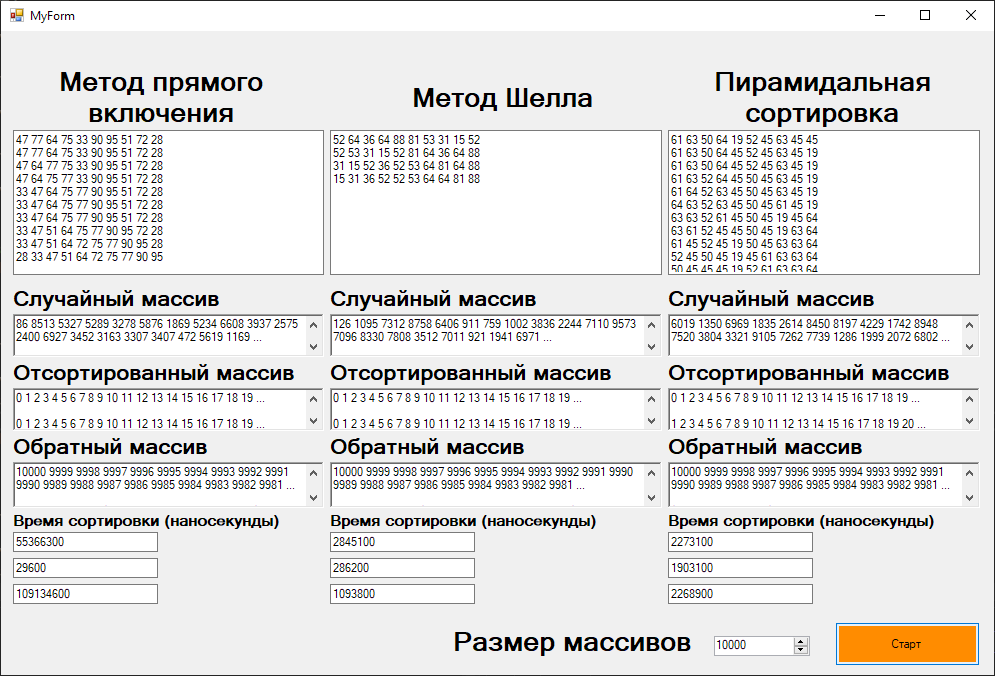 MyForm
Метод прямого
включения
47 77 64 75 33 90 95 51 72 28
47 77 64 75 33 90 95 51 72 28
47 64 77 75 33 90 95 51 72 28
47 64 75 77 33 90 95 51 72 28
33 47 64 75 77 90 95 51 72 28
33 47 64 75 77 90 95 51 72 28
33 47 64 75 77 90 95 51 72 28
33 47 51 64 75 77 90 95 72 28
33 47 51 64 72 75 77 90 95 28
28 33 47 51 64 72 75 77 90 95
Метод Шелла
52 64 36 64 88 81 53 31 15 52
52 53 31 15 52 81 64 36 64 88
31 15 52 36 52 53 64 81 64 88
15 31 36 52 52 53 64 64 81 88
Пирамидальная
сортировка
61 63 50 64 19 52 45 63 45 45
61 63 50 64 45 52 45 63 45 19
61 63 50 64 45 52 45 63 45 19
61 63 52 64 45 50 45 63 45 19
61 64 52 63 45 50 45 63 45 19
64 63 52 63 45 50 45 61 45 19
63 63 52 61 45 50 45 19 45 64
63 61 52 45 45 50 45 19 63 64
61 45 52 45 19 50 45 63 63 64
52 45 50 45 19 45 61 63 63 64
50 45 45 45 19 52 61 63 63 64
Случайный массив
86 8513 5327 5289 3278 5876 1869 5234 6608 3937 2575
2400 6927 3452 3163 3307 3407 472 5619 1169 ...
Отсортированный массив
0 1 2 3 4 5 6 7 8 9 10 11 12 13 14 15 16 17 18 19 ...
0 1 2 3 4 5 6 7 8 9 10 11 12 13 14 15 16 17 18 19 ...
Обратный массив
10000 9999 9998 9997 9996 9995 9994 9993 9992 9991
9990 9989 9988 9987 9986 9985 9984 9983 9982 9981 ...
Время сортировки (наносекунды)
55366300
29600
109134600
Случайный массив
126 1095 7312 8758 6406 911 759 1002 3836 2244 7110 9573
7096 8330 7808 3512 7011 921 1941 6971 ...
Отсортированный массив
0 1 2 3 4 5 6 7 8 9 10 11 12 13 14 15 16 17 18 19 ...
0 1 2 3 4 5 6 7 8 9 10 11 12 13 14 15 16 17 18 19 ...
Обратный массив
10000 9999 9998 9997 9996 9995 9994 9993 9992 9991 9990
9989 9988 9987 9986 9985 9984 9983 9982 9981 ...
Время сортировки (наносекунды)
2845100
286200
1093800
Случайный массив
6019 1350 6969 1835 2614 8450 8197 4229 1742 8948
7520 3804 3321 9105 7262 7739 1286 1999 2072 6802 ...
Отсортированный массив
0 1 2 3 4 5 6 7 8 9 10 11 12 13 14 15 16 17 18 19 ...
1 2 3 4 5 6 7 8 9 10 11 12 13 14 15 16 17 18 19 20 ...
Обратный массив
10000 9999 9998 9997 9996 9995 9994 9993 9992 9991
9990 9989 9988 9987 9986 9985 9984 9983 9982 9981 ...
Время сортировки (наносекунды)
2273100
1903100
2268900
Размер массивов
10000
Старт